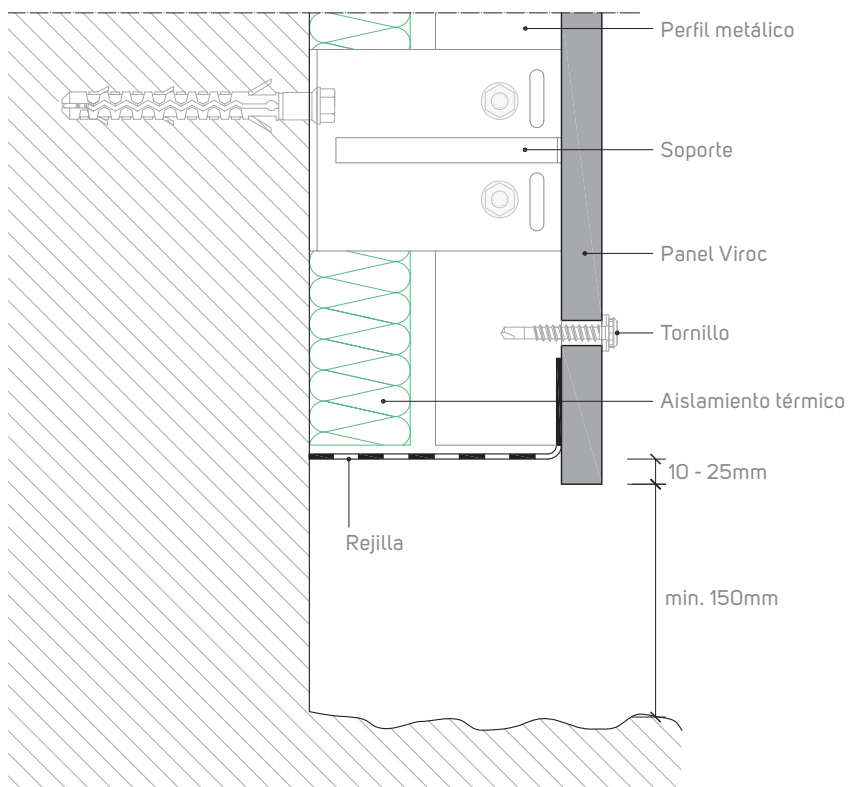 Perfil metálico
Soporte
Panel Viroc
Tornillo
Aislamiento térmico
10 - 25mm
Rejilla
min. 150mm